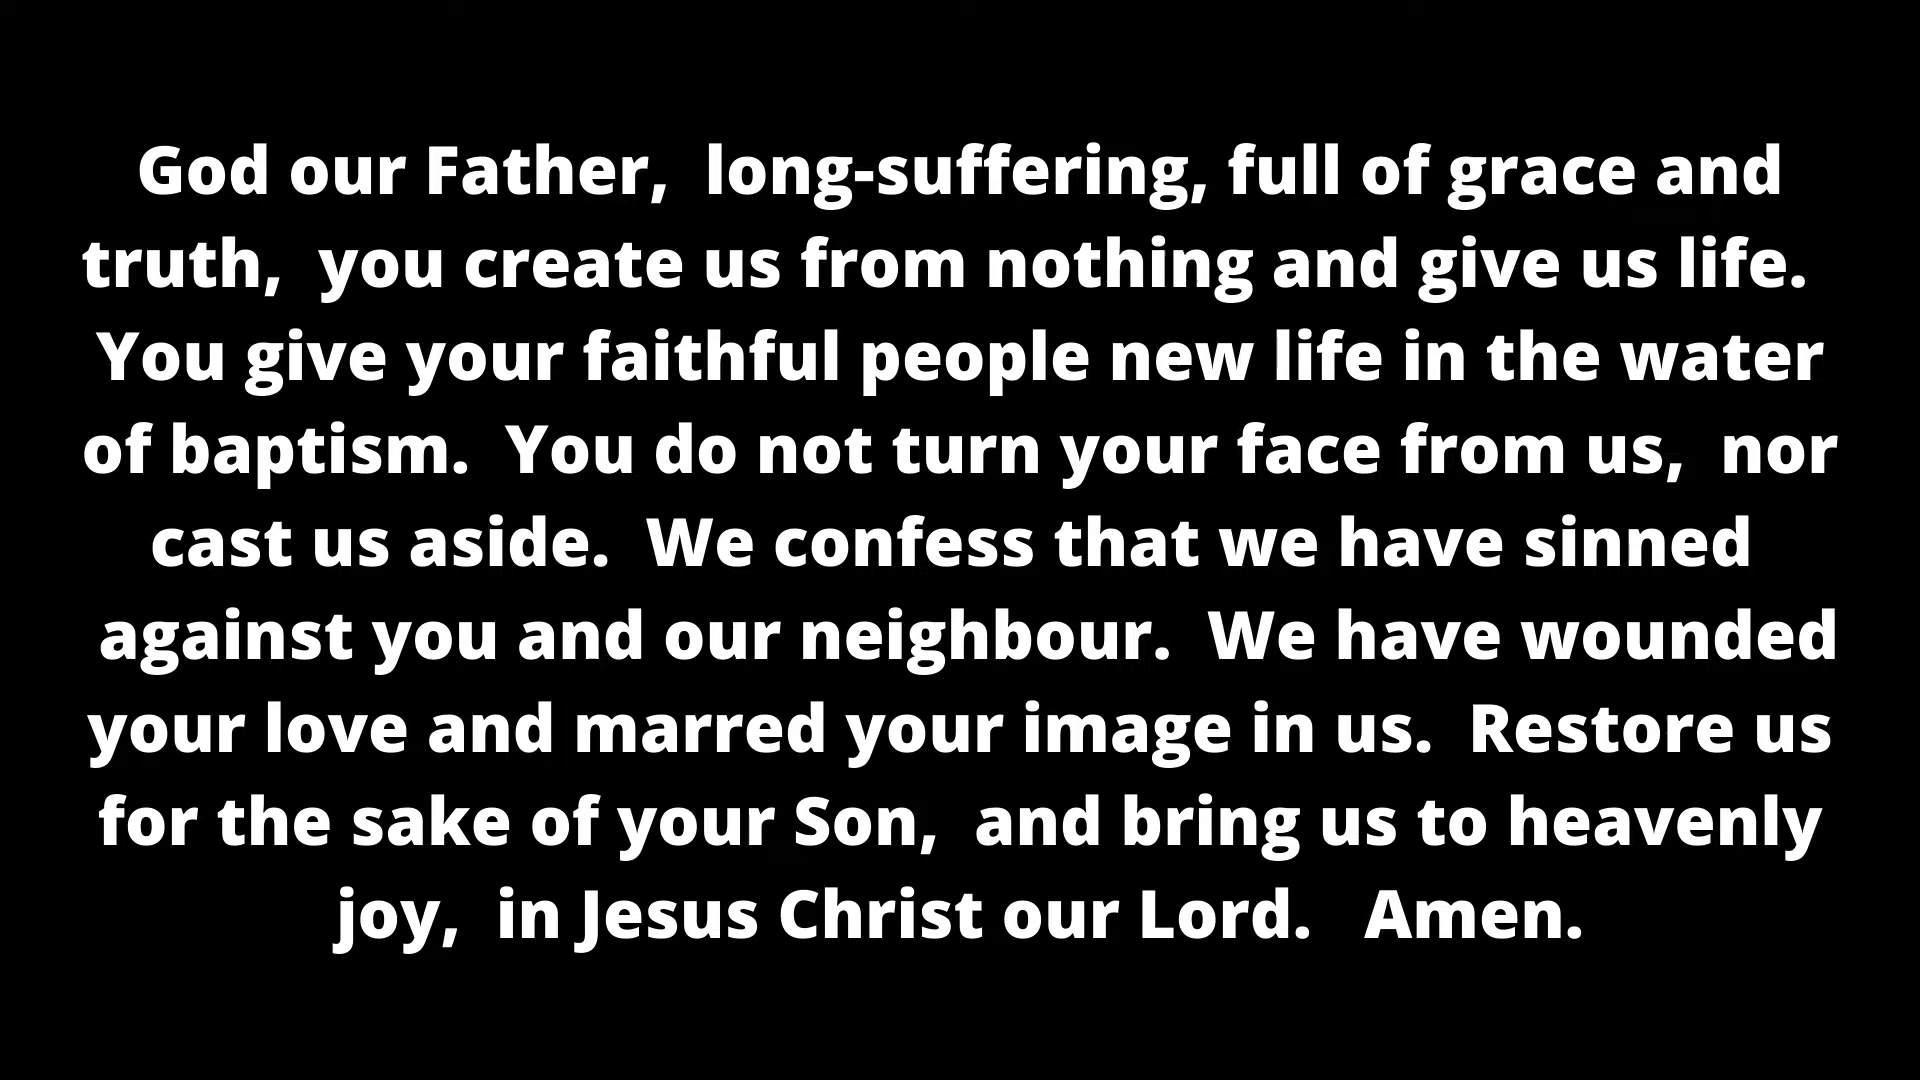 God our Father,  long-suffering, full of grace and
truth,  you create us from nothing and give us life.
You give your faithful people new life in the water
of baptism.  You do not turn your face from us,  nor
cast us aside.  We confess that we have sinned
against you and our neighbour.  We have wounded
your love and marred your image in us.  Restore us
for the sake of your Son,  and bring us to heavenly
joy,  in Jesus Christ our Lord.   Amen.